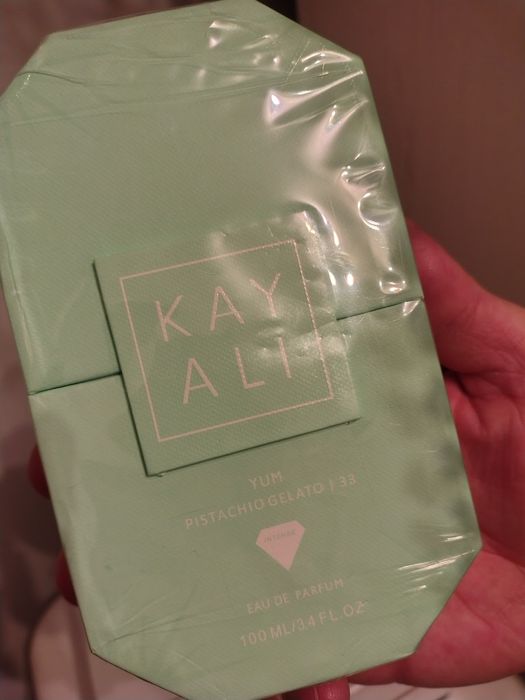 KAY
ALI
YUM
PISTACHIO GELATO | 33
INTENSE
EAU DE PARFUM
100 ML/3.4 FL.OZ